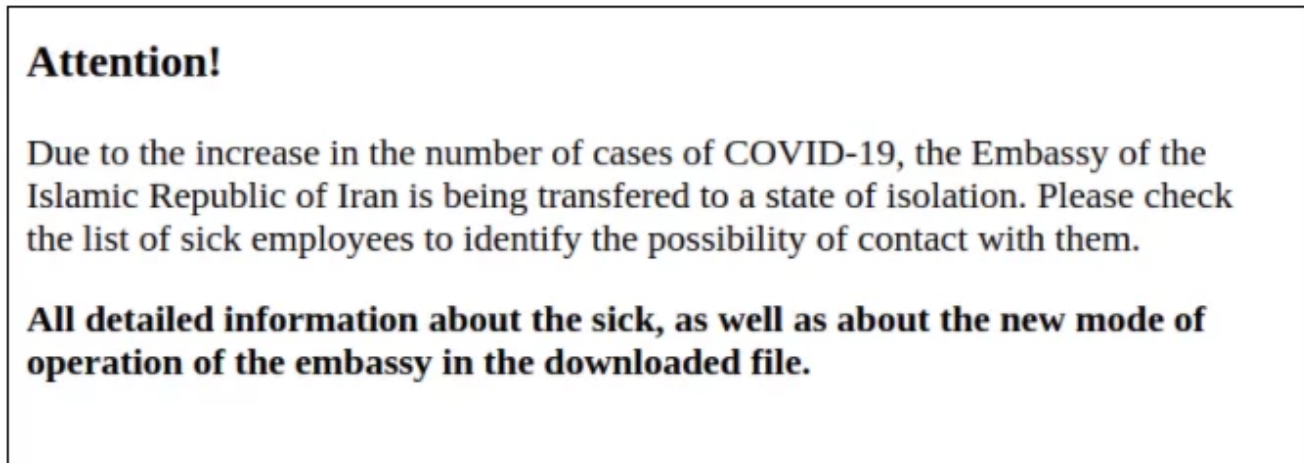 Attention!
Due to the increase in the number of cases of COVID-19, the Embassy of the
Islamic Republic of Iran is being transfered to a state of isolation. Please check
the list of sick employees to identify the possibility of contact with them.
All detailed information about the sick, as well as about the new mode of
operation of the embassy in the downloaded file.